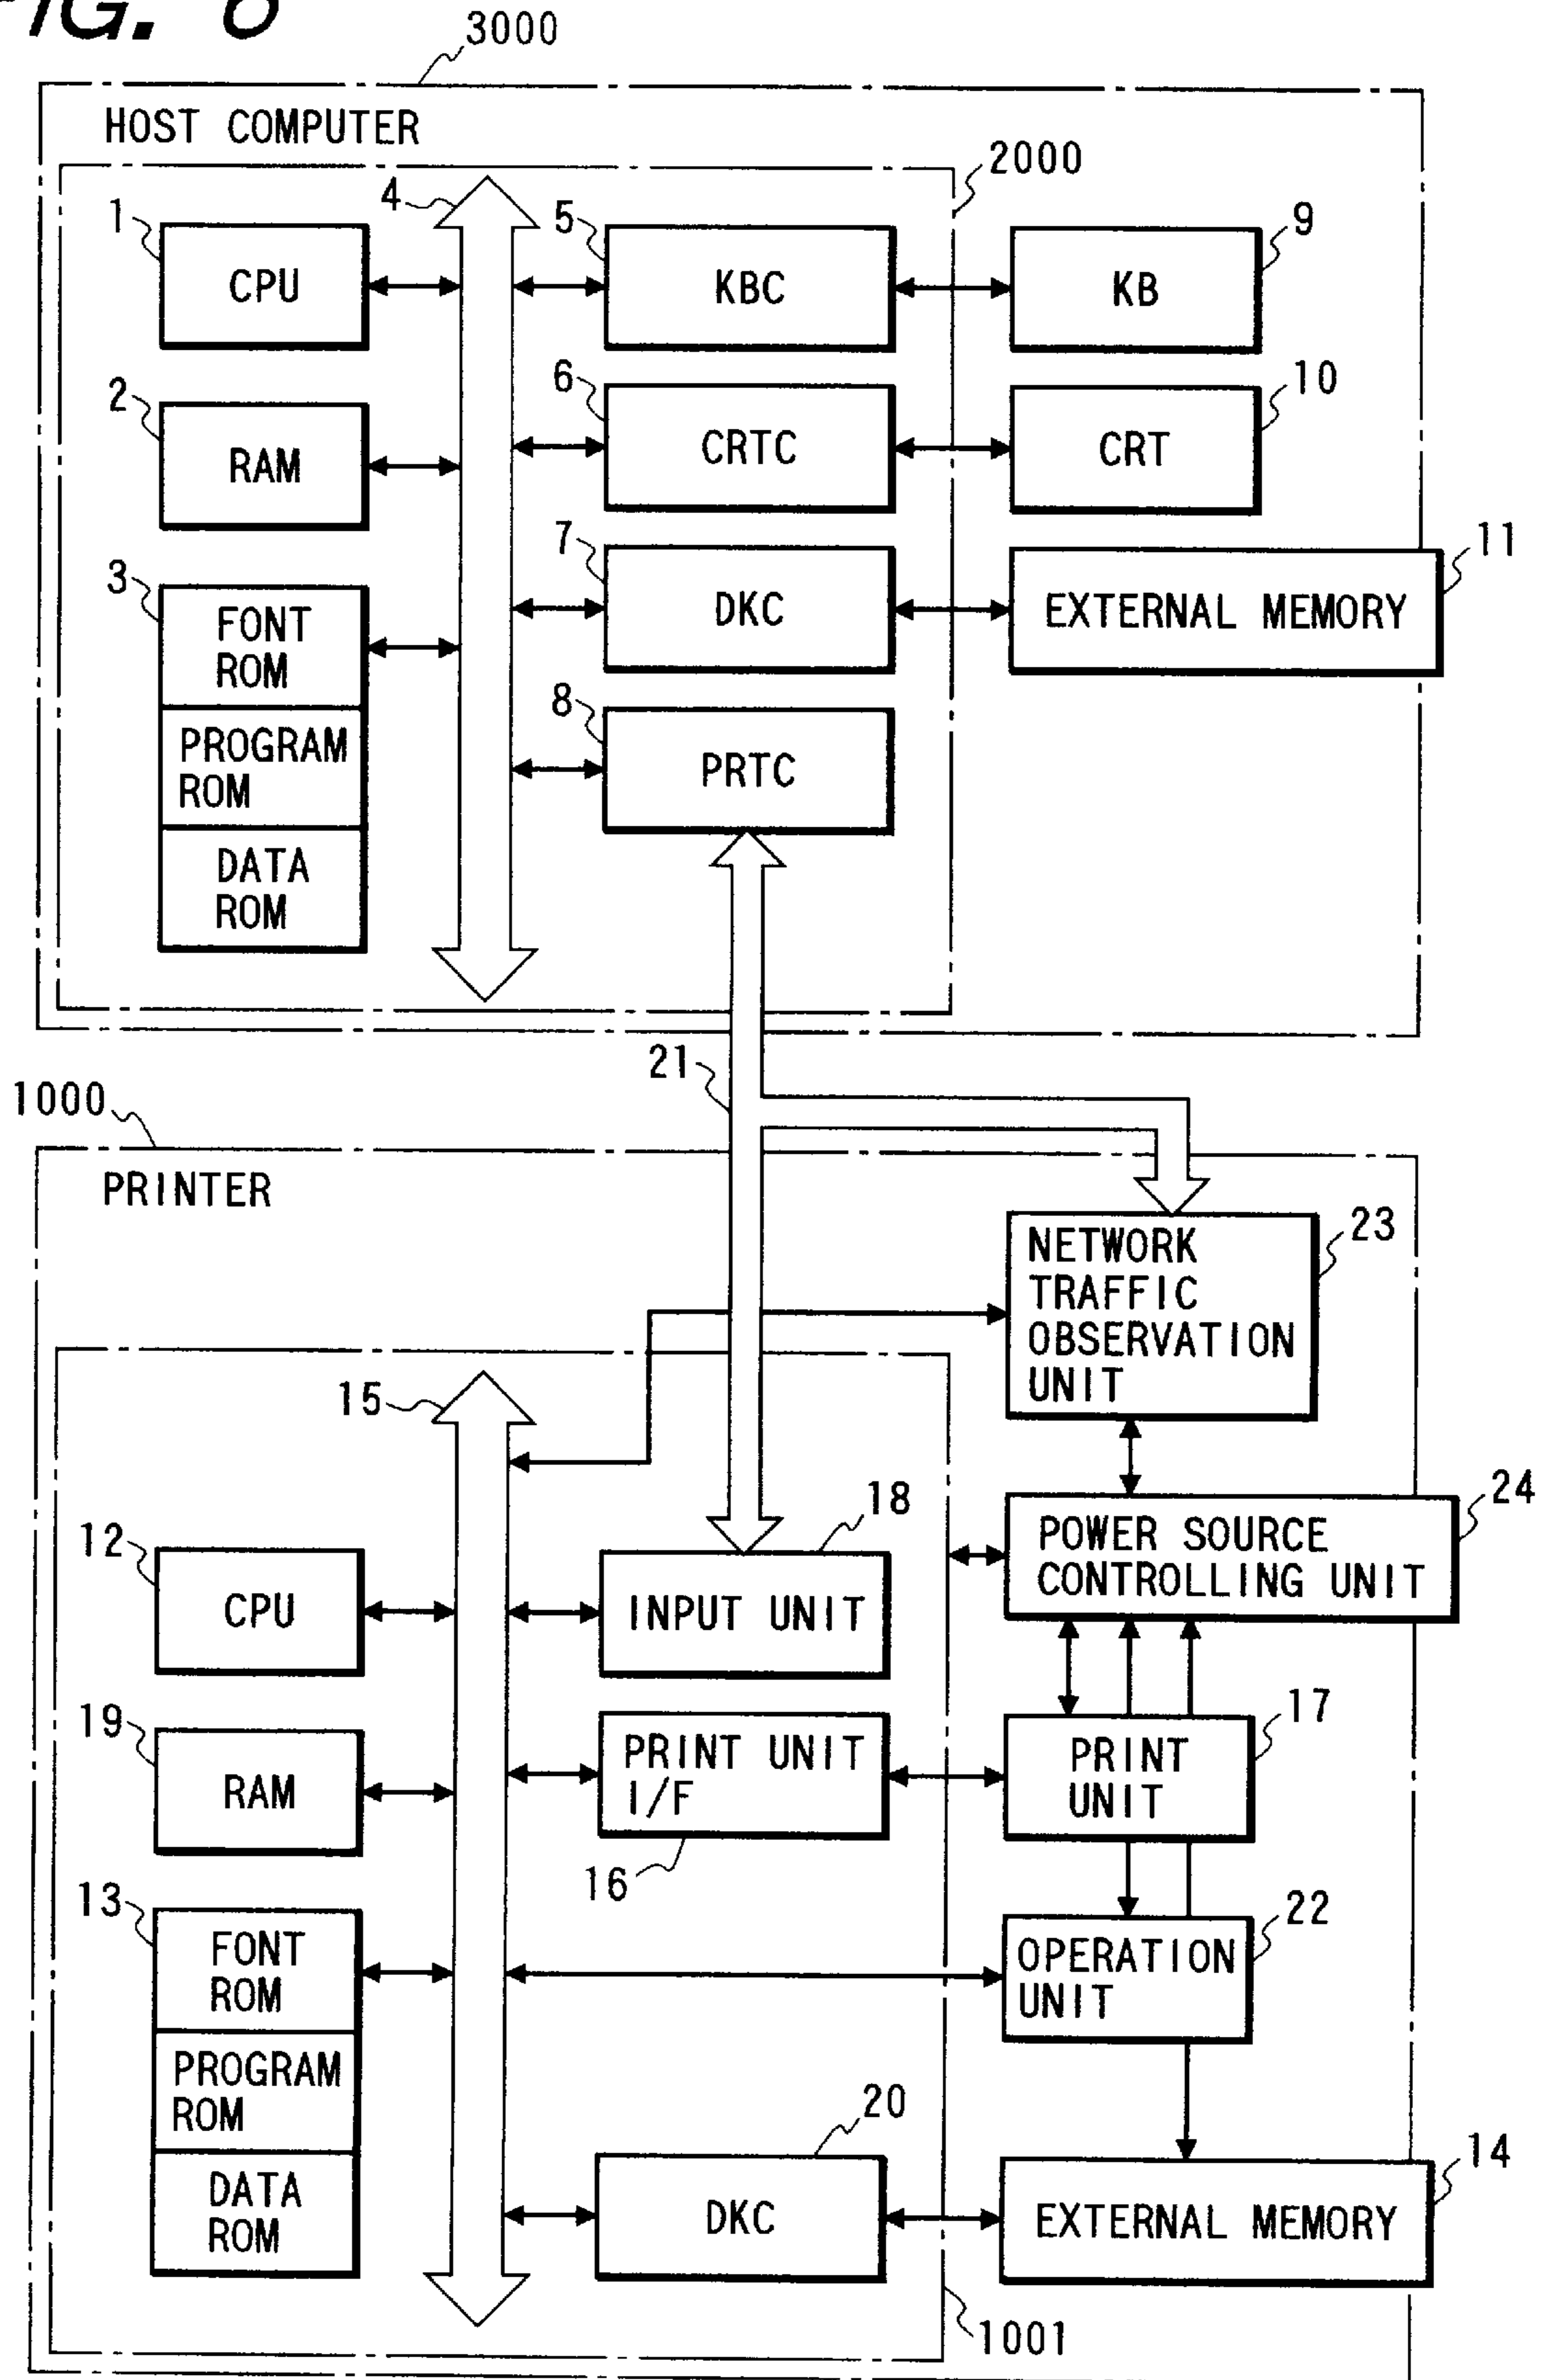 FIG. 6
3000
HOST COMPUTER
2000
1
4
5
9
CPU
KBC
KB
2
6
10
RAM
CRTC
CRT
3
7
11
FONT
ROM
DKC
EXTERNAL MEMORY
8
PROGRAM
ROM
PRTC
DATA
ROM
21
1000
PRINTER
23
NETWORK
TRAFFIC
OBSERVATION
UNIT
15
18
24
12
POWER SOURCE
CONTROLLING UNIT
CPU
INPUT UNIT
19
17
RAM
PRINT UNIT
I/F
PRINT
UNIT
16
13
22
FONT
ROM
OPERATION
UNIT
PROGRAM
ROM
20
14
DATA
ROM
DKC
EXTERNAL MEMORY
1001